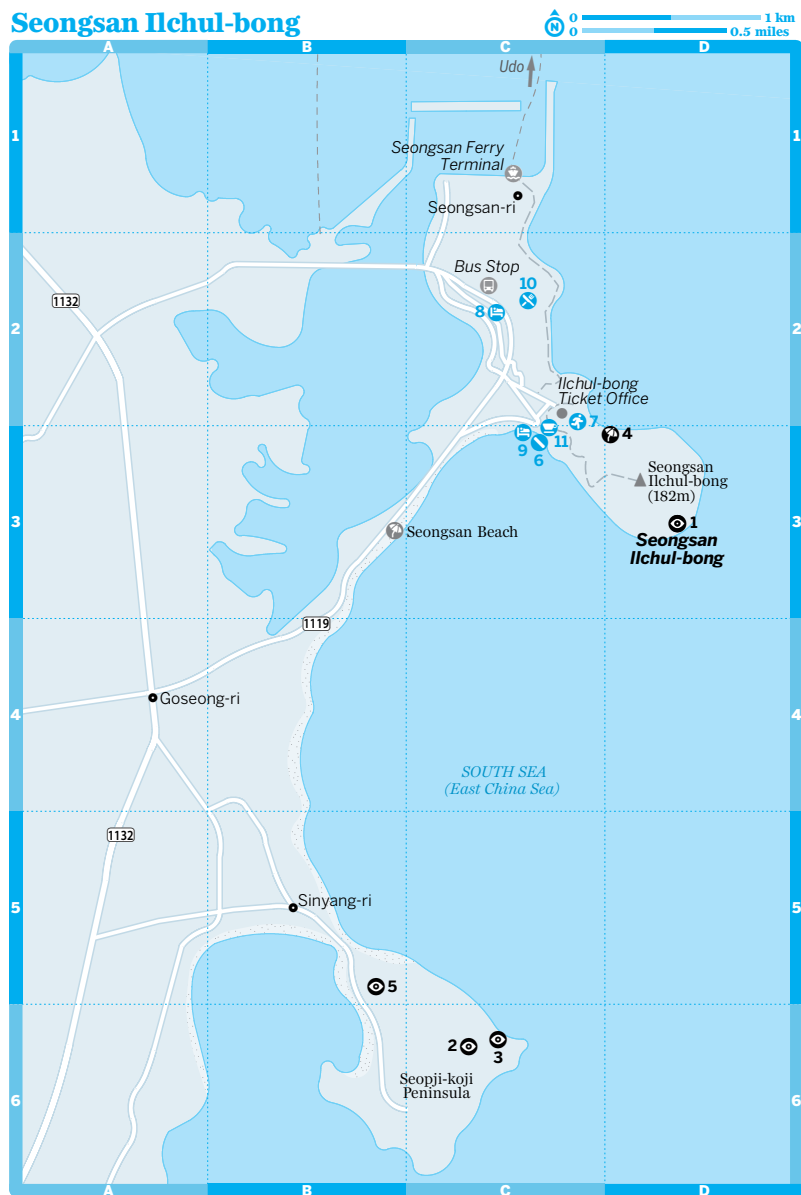 Seongsan Ilchul-bong
N
0 1 km
0 0.5 miles
A B C D
Udo
1 1
Seongsan Ferry
Terminal
Seongsan-ri
Bus Stop
10
1132
8
2 2
Ilchul-bong
Ticket Office
7
4
11
9
6
Seongsan
Ilchul-bong
(182m)
1
3 3
Seongsan Beach
Seongsan
Ilchul-bong
1119
Goseong-ri
4 4
SOUTH SEA
(East China Sea)
1132
Sinyang-ri
5 5
5
2
3
Seopji-koji
Peninsula
6 6
A B C D